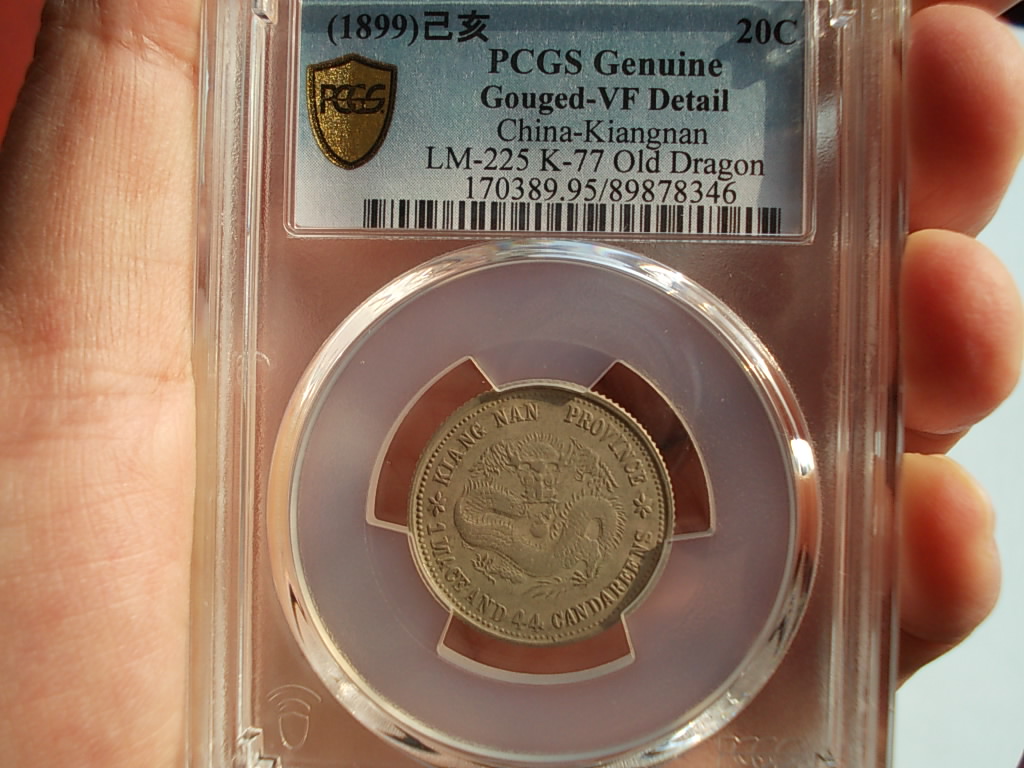 (1899)己亥 20C
PCGS Genuine
Gouged-VF Detail
China-Kiangnan
LM-225 K-77 Old Dragon
170389.95/89878346
PCGS
KIANG NAN PROVINCE
1 MACE AND 4.4. CANDAREENS